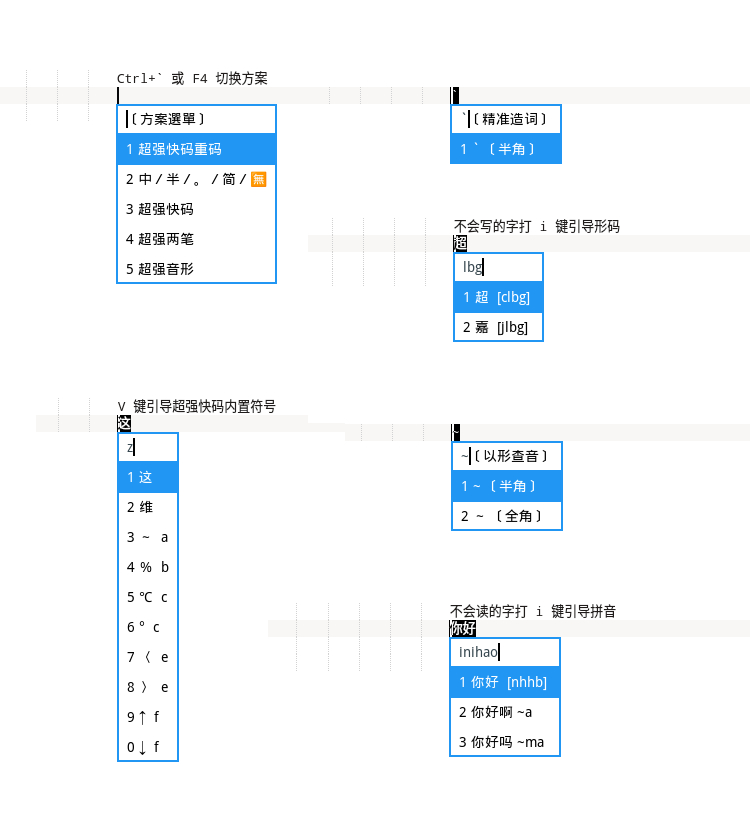 Ctrl+` 或 F4 切换方案
〔方案選單〕
1 超强快码重码
2 中/半/。/简/🈚
3 超强快码
4 超强两笔
5 超强音形
`
`〔精准造词〕
1 ` 〔半角〕
不会写的字打 i 键引导形码
超
lbg
1 超 [clbg]
2 嘉 [jlbg]
V 键引导超强快码内置符号
这
z
1 这
2 维
3 ~ a
4 % b
5 ℃ c
6 ° c
7 〈 e
8 〉 e
9 ↑ f
0 ↓ f
~
~〔以形查音〕
1 ~ 〔半角〕
2 ~ 〔全角〕
不会读的字打 i 键引导拼音
你好
inihao
1 你好 [nhhb]
2 你好啊 ~a
3 你好吗 ~ma